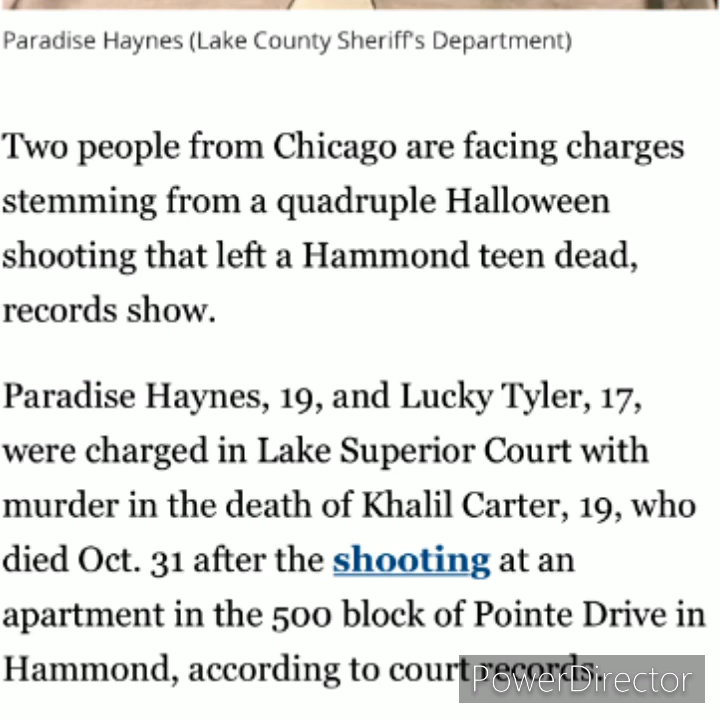 Paradise Haynes (Lake County Sheriff's Department)
Two people from Chicago are facing charges
stemming from a quadruple Halloween
shooting that left a Hammond teen dead,
records show.
Paradise Haynes, 19, and Lucky Tyler, 17,
were charged in Lake Superior Court with
murder in the death of Khalil Carter, 19, who
died Oct. 31 after the shooting at an
apartment in the 500 block of Pointe Drive in
Hammond, according to court records.
PowerDirector